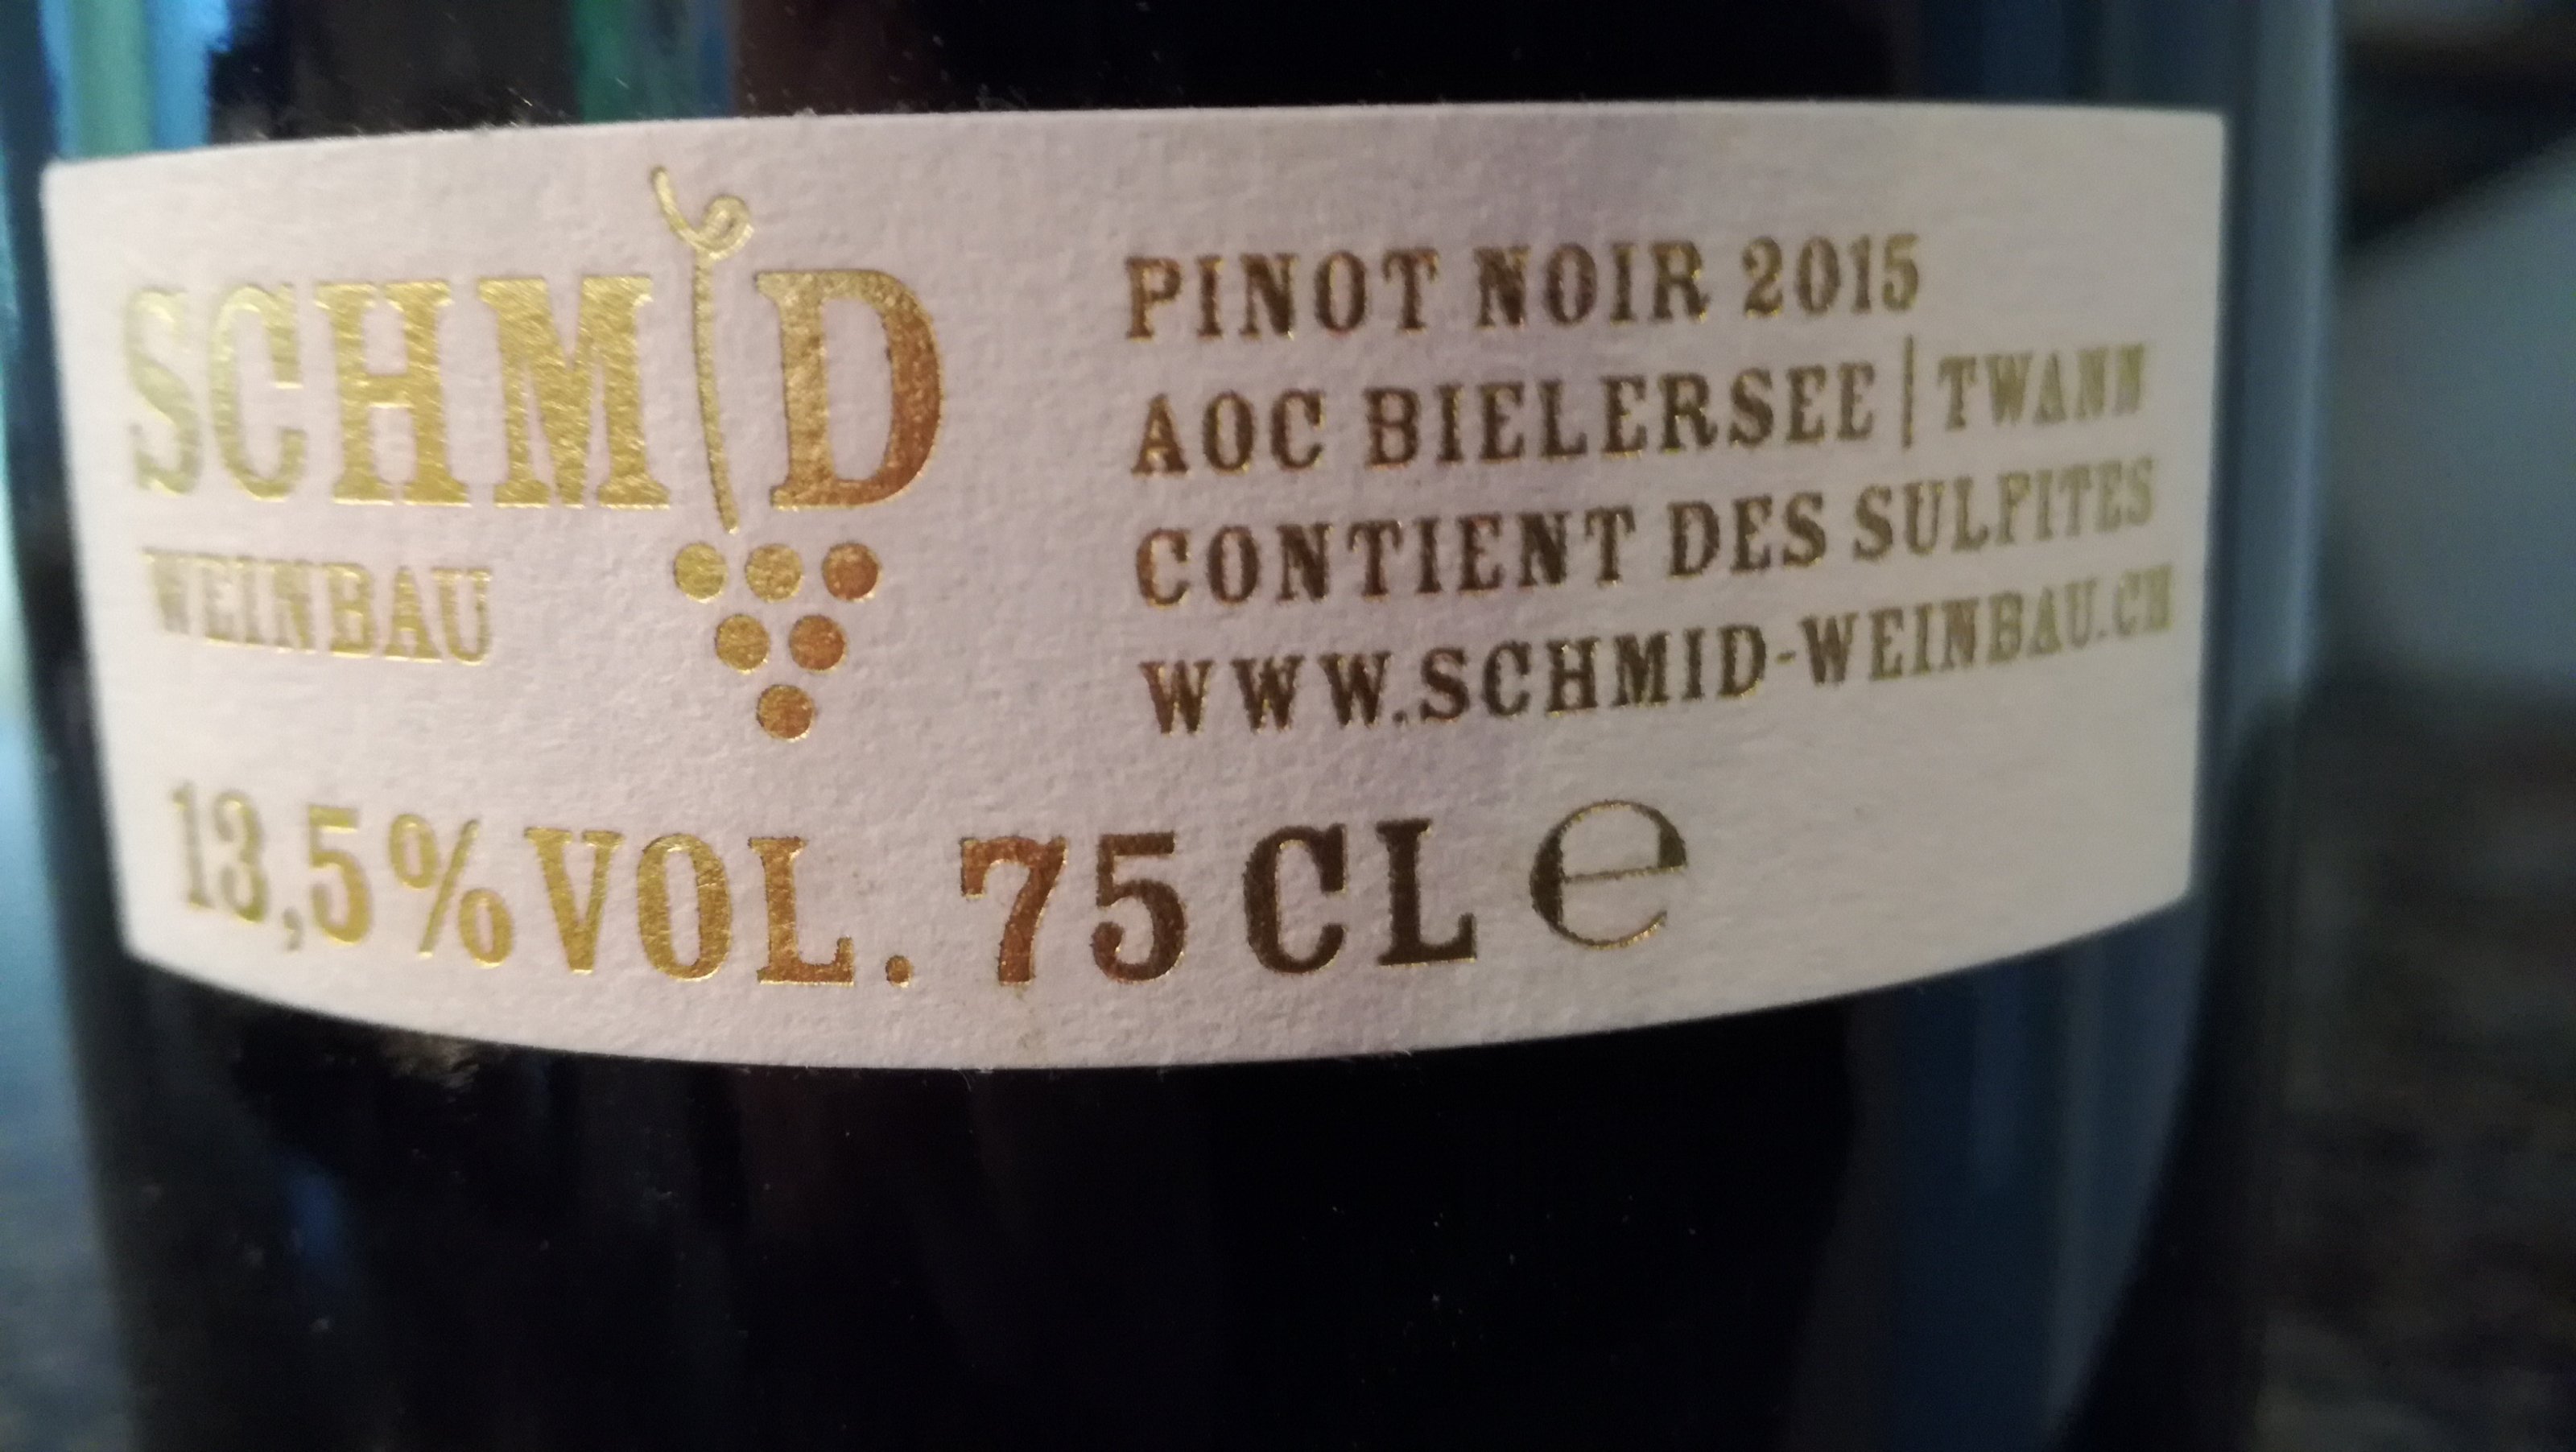 SCHMID
WEINBAU
PINOT NOIR 2015
AOC BIELERSEE | TWANN
CONTIENT DES SULFITES
WWW.SCHMID-WEINBAU.CH
13,5% VOL. 75 CL e